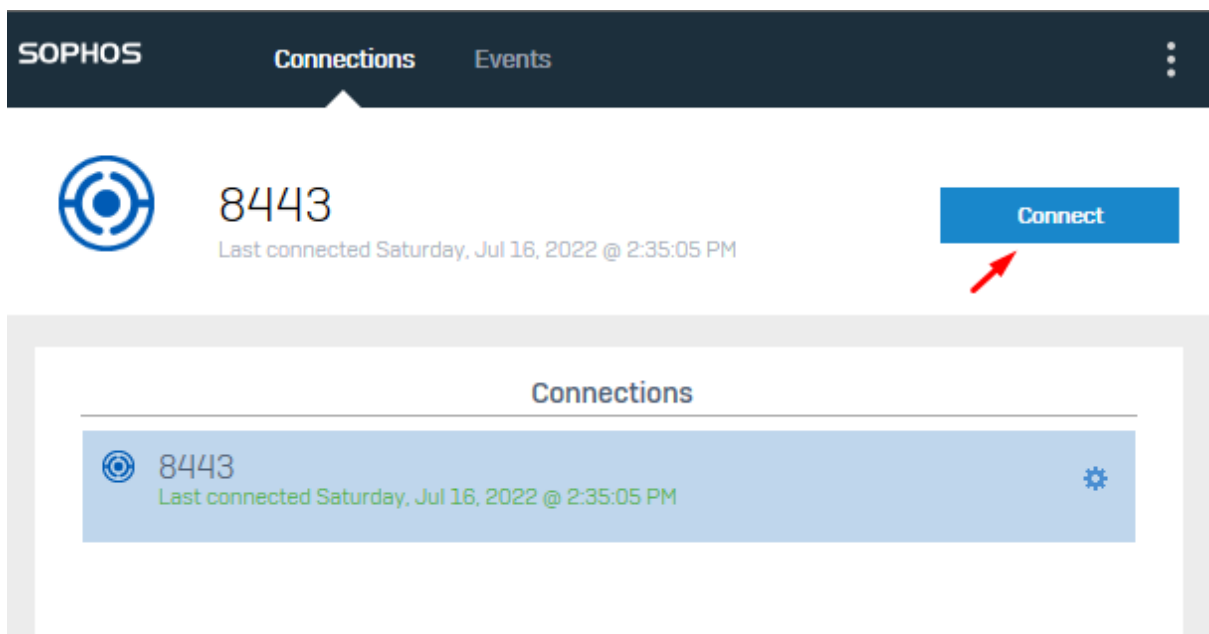 SOPHOS
Connections
Events
8443
Last connected Saturday, Jul 16, 2022 @ 2:35:05 PM
Connect
Connections
8443
Last connected Saturday, Jul 16, 2022 @ 2:35:05 PM